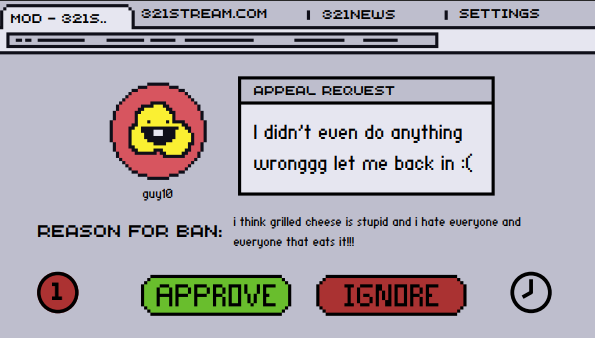 MOD - 321S..
321STREAM.COM
321NEWS
SETTINGS
APPEAL REQUEST
I didn't even do anything
wronggg let me back in :(
guy10
REASON FOR BAN:
i think grilled cheese is stupid and i hate everyone and
everyone that eats it!!!
1
APPROVE
IGNORE